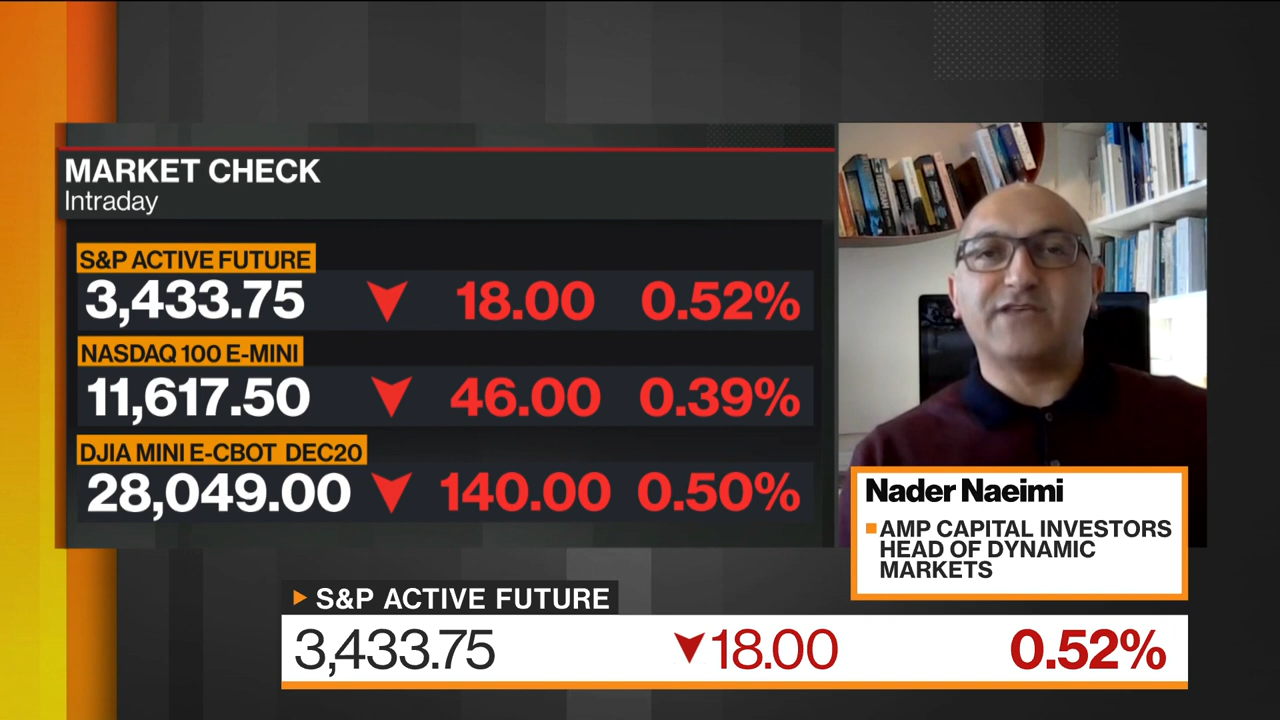 MARKET CHECK
Intraday
S&P ACTIVE FUTURE
3,433.75 18.00 0.52%
NASDAQ 100 E-MINI
11,617.50 46.00 0.39%
DJIA MINI E-CBOT DEC20
28,049.00 140.00 0.50%
Nader Naeimi
AMP CAPITAL INVESTORS
HEAD OF DYNAMIC
MARKETS
S&P ACTIVE FUTURE
3,433.75 18.00 0.52%